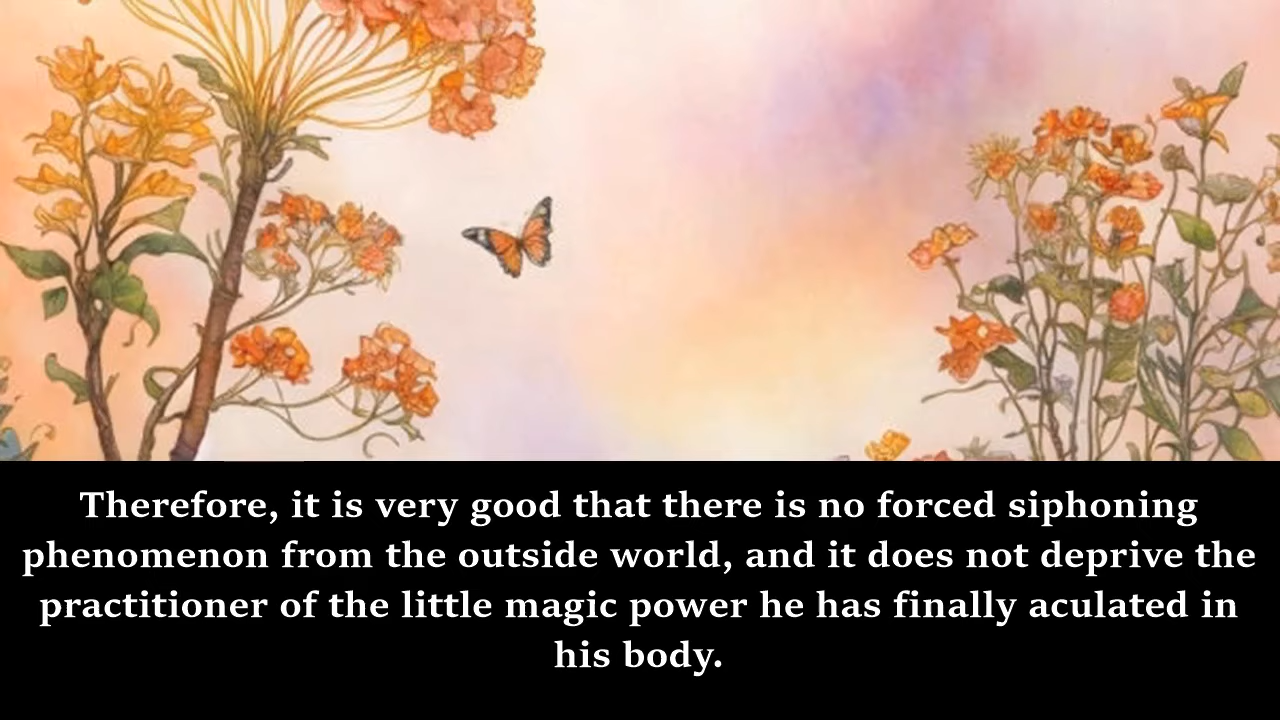 Therefore, it is very good that there is no forced siphoning
phenomenon from the outside world, and it does not deprive the
practitioner of the little magic power he has finally aculated in
his body.